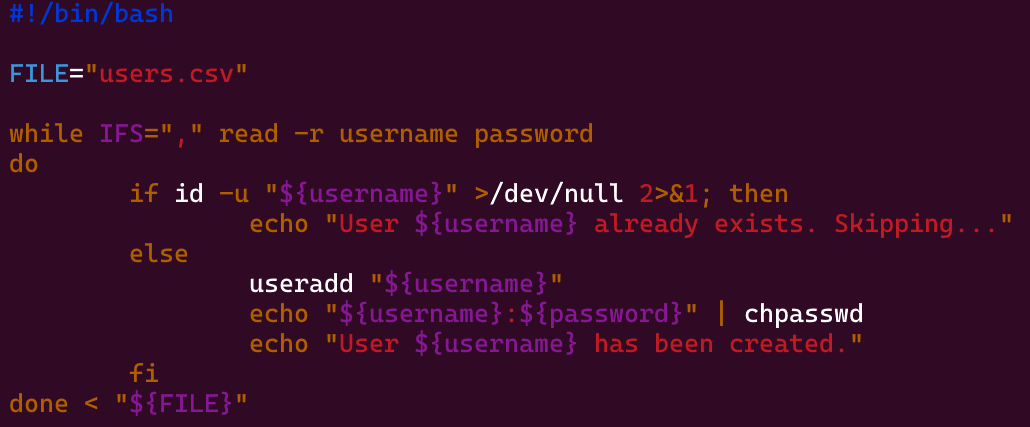 #!/bin/bash
FILE="users.csv"
while IFS="," read -r username password
do
if id -u "${username}" >/dev/null 2>&1; then
echo "User ${username} already exists. Skipping..."
else
useradd "${username}"
echo "${username}:${password}" | chpasswd
echo "User ${username} has been created."
fi
done < "${FILE}"